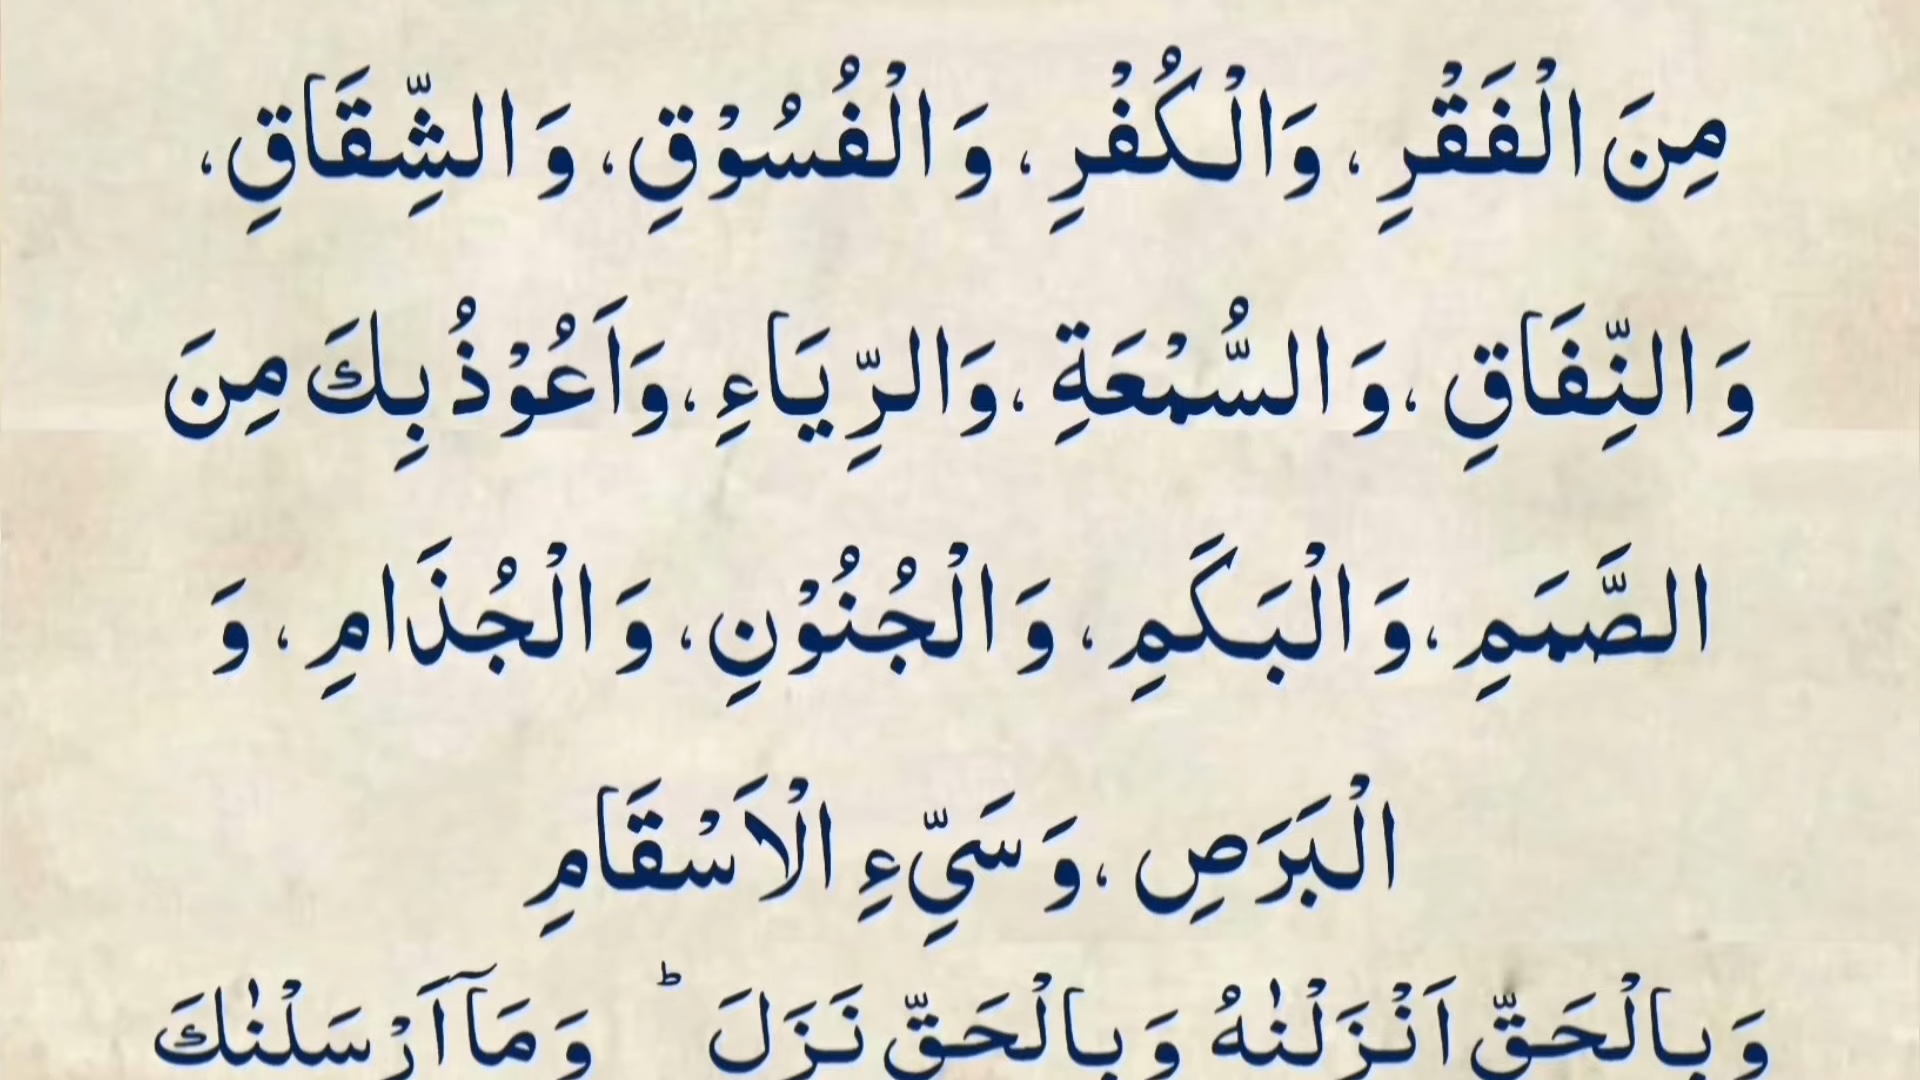 مِنَ الْفَقْرِ، وَالْكُفْرِ، وَ الْفُسُوْقِ، وَ الشِّقَاقِ،
وَ النِّفَاقِ، وَ السُّمْعَةِ، وَالرِّيَاءِ، وَاَعُوْذُ بِكَ مِنَ
الصَّمَمِ، وَ الْبَكَمِ، وَ الْجُنُوْنِ، وَ الْجُذَامِ، وَ
الْبَرَصِ، وَ سَيِّءِ الْاَسْقَامِ
وَ بِالْحَقِّ اَنْزَلْنٰهُ وَ بِالْحَقِّ نَزَلَ ؕ وَ مَآ اَرْسَلْنٰكَ